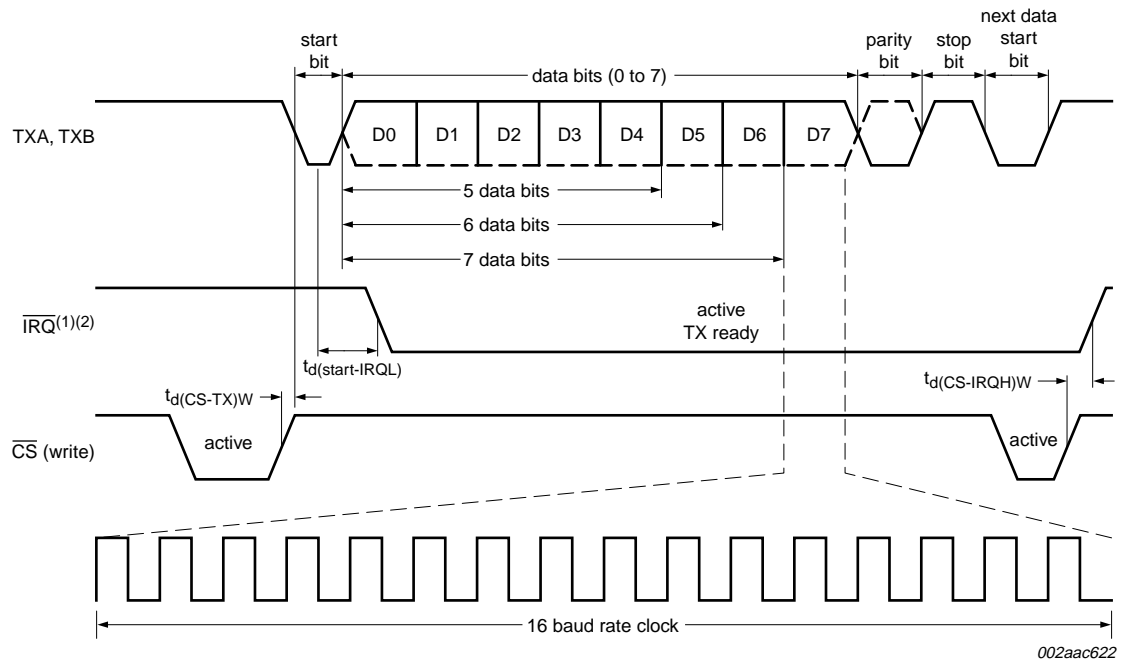 next data
start
bit
start
bit
parity
bit
stop
bit
data bits (0 to 7)
TXA, TXB
D0 D1 D2 D3 D4 D5 D6 D7
5 data bits
6 data bits
7 data bits
IRQ(1)(2)
active
TX ready
td(start-IRQL)
td(CS-TX)W
td(CS-IRQH)W
CS (write)
active
active
16 baud rate clock
002aac622